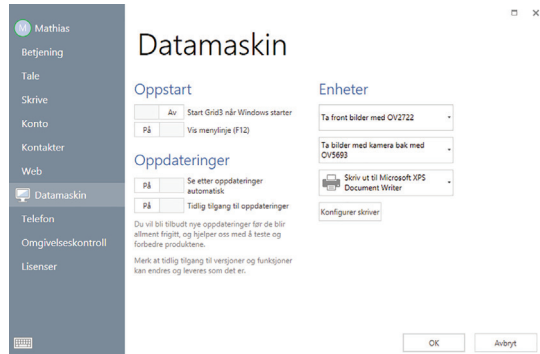 M Mathias
Betjening
Tale
Skrive
Konto
Kontakter
Web
Datamaskin
Telefon
Omgivelseskontroll
Lisenser
Datamaskin
Oppstart
Av Start Grid3 når Windows starter
På Vis menylinje (F12)
Oppdateringer
På Se etter oppdateringer
automatisk
På Tidlig tilgang til oppdateringer
Du vil bli tilbudt nye oppdateringer før de blir
allment frigitt, og hjelper oss med å teste og
forbedre produktene.
Merk at tidlig tilgang til versjoner og funksjoner
kan endres og leveres som det er.
Enheter
Ta front bilder med OV2722
Ta bilder med kamera bak med
OV5693
Skriv ut til Microsoft XPS
Document Writer
Konfigurer skriver
OK
Avbryt